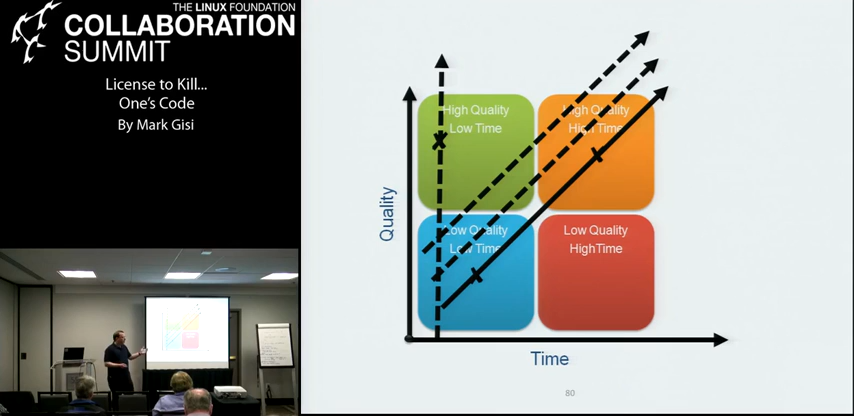 THE LINUX FOUNDATION
COLLABORATION
SUMMIT
License to Kill...
One's Code
By Mark Gisi
High Quality
Low Time
High Quality
High Time
Quality
Low Quality
Low Time
Low Quality
HighTime
Time
80